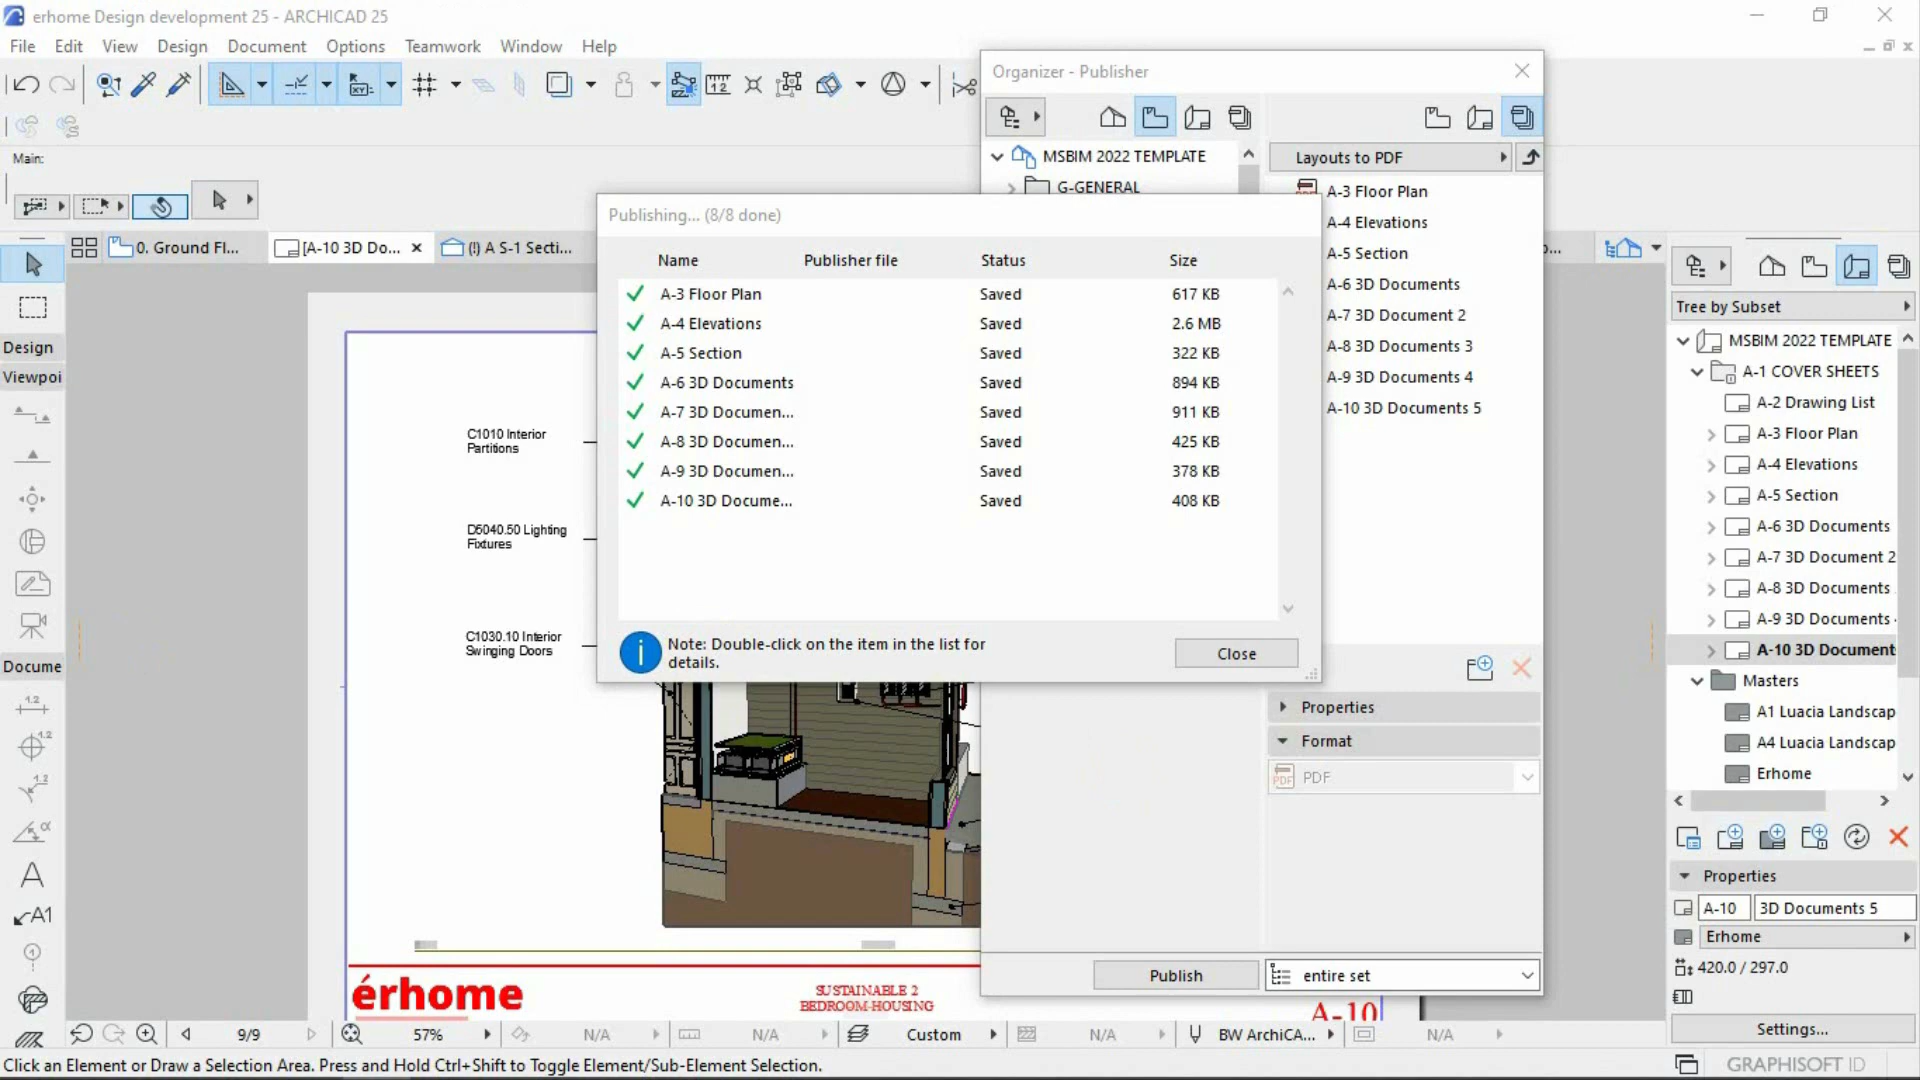 erhome Design development 25 - ARCHICAD 25
File Edit View Design Document Options Teamwork Window Help
Main:
0. Ground Fl...
[A-10 3D Do...
(!) A S-1 Secti...
Design
Viewpoi
Docume
1.2
1.2
1.2
α
A
A1
1
12
XY:
Organizer - Publisher
MSBIM 2022 TEMPLATE
G-GENERAL
Layouts to PDF
A-3 Floor Plan
A-4 Elevations
A-5 Section
A-6 3D Documents
A-7 3D Document 2
A-8 3D Documents 3
A-9 3D Documents 4
A-10 3D Documents 5
Properties
Format
PDF
PDF
Publish
entire set
Publishing... (8/8 done)
Name Publisher file Status Size
A-3 Floor Plan Saved 617 KB
A-4 Elevations Saved 2.6 MB
A-5 Section Saved 322 KB
A-6 3D Documents Saved 894 KB
A-7 3D Documen... Saved 911 KB
A-8 3D Documen... Saved 425 KB
A-9 3D Documen... Saved 378 KB
A-10 3D Docume... Saved 408 KB
i
Note: Double-click on the item in the list for
details.
Close
C1010 Interior
Partitions
D5040.50 Lighting
Fixtures
C1030.10 Interior
Swinging Doors
érhome
SUSTAINABLE 2
BEDROOM-HOUSING
A-10
Tree by Subset
MSBIM 2022 TEMPLATE
A-1 COVER SHEETS
A-2 Drawing List
A-3 Floor Plan
A-4 Elevations
A-5 Section
A-6 3D Documents
A-7 3D Document 2
A-8 3D Documents
A-9 3D Documents
A-10 3D Document
Masters
A1 Luacia Landscap
A4 Luacia Landscap
Erhome
Properties
A-10
3D Documents 5
Erhome
420.0 / 297.0
Settings...
9/9
57%
N/A
N/A
Custom
N/A
BW ArchiCA...
N/A
Click an Element or Draw a Selection Area. Press and Hold Ctrl+Shift to Toggle Element/Sub-Element Selection.
GRAPHISOFT ID